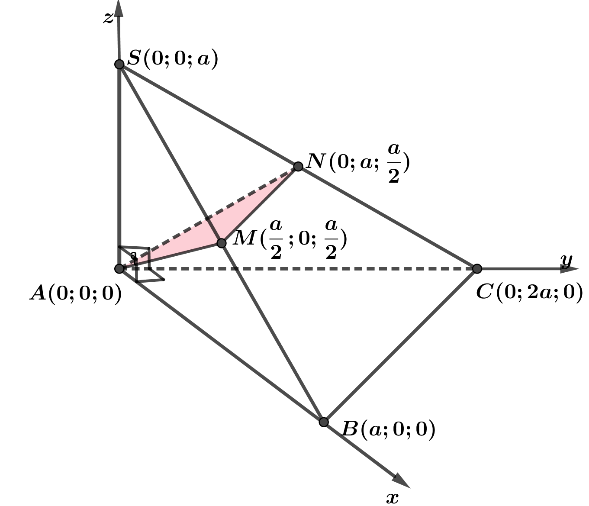 z
S(0;0;a)
N(0;a;a/2)
M(a/2;0;a/2)
A(0;0;0)
y
C(0;2a;0)
B(a;0;0)
x